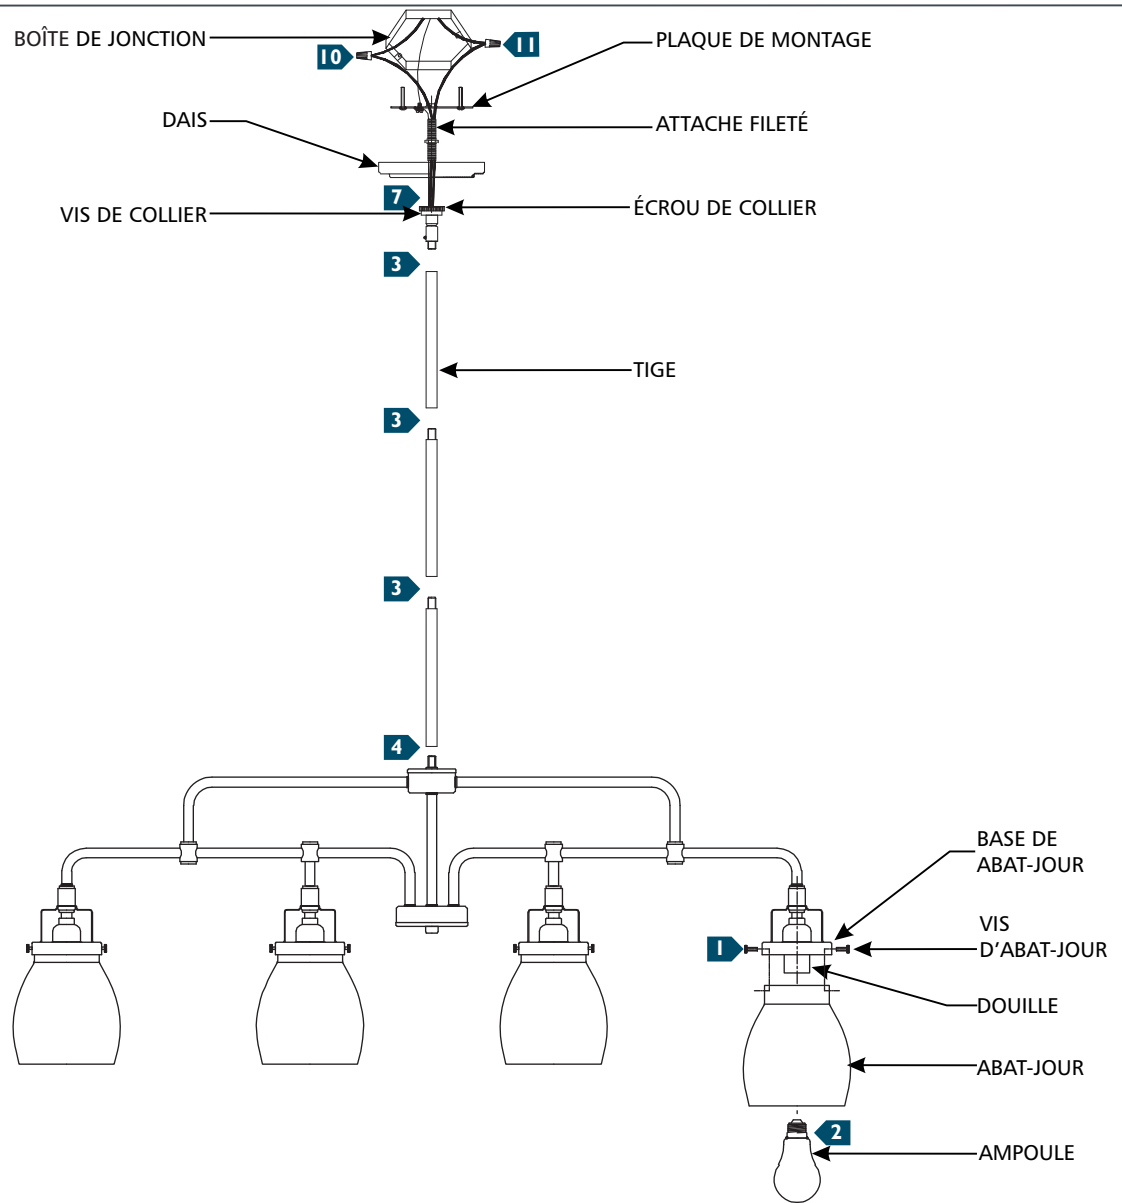 BOÎTE DE JONCTION
10
11
PLAQUE DE MONTAGE
DAIS
ATTACHE FILETÉ
7
VIS DE COLLIER
ÉCROU DE COLLIER
3
TIGE
3
3
4
BASE DE
ABAT-JOUR
1
VIS
D'ABAT-JOUR
DOUILLE
ABAT-JOUR
2
AMPOULE